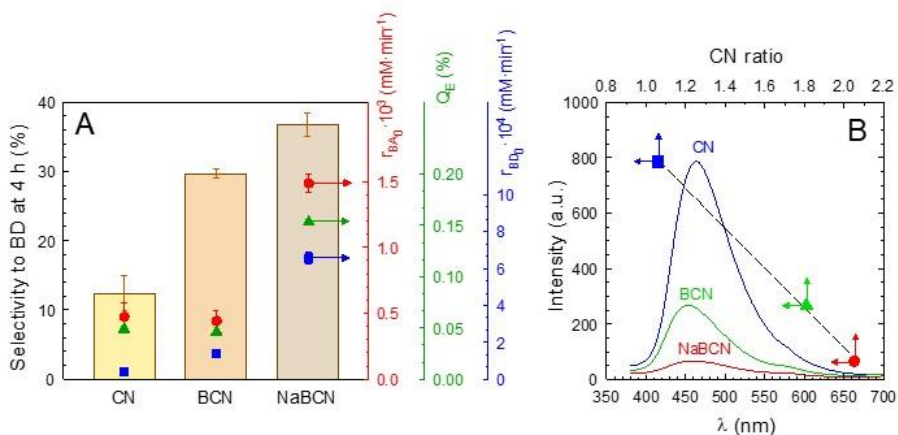 A
Selectivity to BD at 4 h (%)
40
30
20
10
0
CN
BCN
NaBCN
r_BA₀·10³ (mM·min⁻¹)
1.5
1.0
0.5
0.0
Q_E (%)
0.20
0.15
0.10
0.05
0.00
r_BD₀·10⁴ (mM·min⁻¹)
10
8
6
4
2
0
CN ratio
0.8 1.0 1.2 1.4 1.6 1.8 2.0 2.2
B
Intensity (a.u.)
1000
800
600
400
200
0
CN
BCN
NaBCN
350 400 450 500 550 600 650 700
λ (nm)